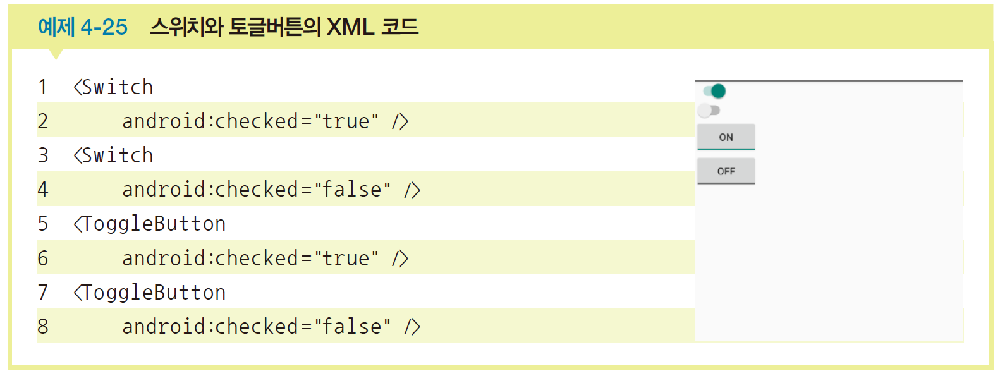 예제 4-25 스위치와 토글버튼의 XML 코드
1 <Switch
2 android:checked="true" />
3 <Switch
4 android:checked="false" />
5 <ToggleButton
6 android:checked="true" />
7 <ToggleButton
8 android:checked="false" />
ON
OFF